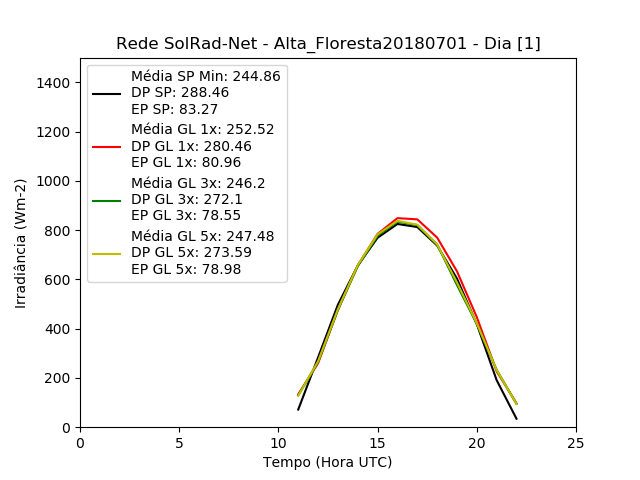 Rede SolRad-Net - Alta_Floresta20180701 - Dia [1]
Média SP Min: 244.86
DP SP: 288.46
EP SP: 83.27
Média GL 1x: 252.52
DP GL 1x: 280.46
EP GL 1x: 80.96
Média GL 3x: 246.2
DP GL 3x: 272.1
EP GL 3x: 78.55
Média GL 5x: 247.48
DP GL 5x: 273.59
EP GL 5x: 78.98
Irradiância (Wm-2)
1400
1200
1000
800
600
400
200
0
0 5 10 15 20 25
Tempo (Hora UTC)